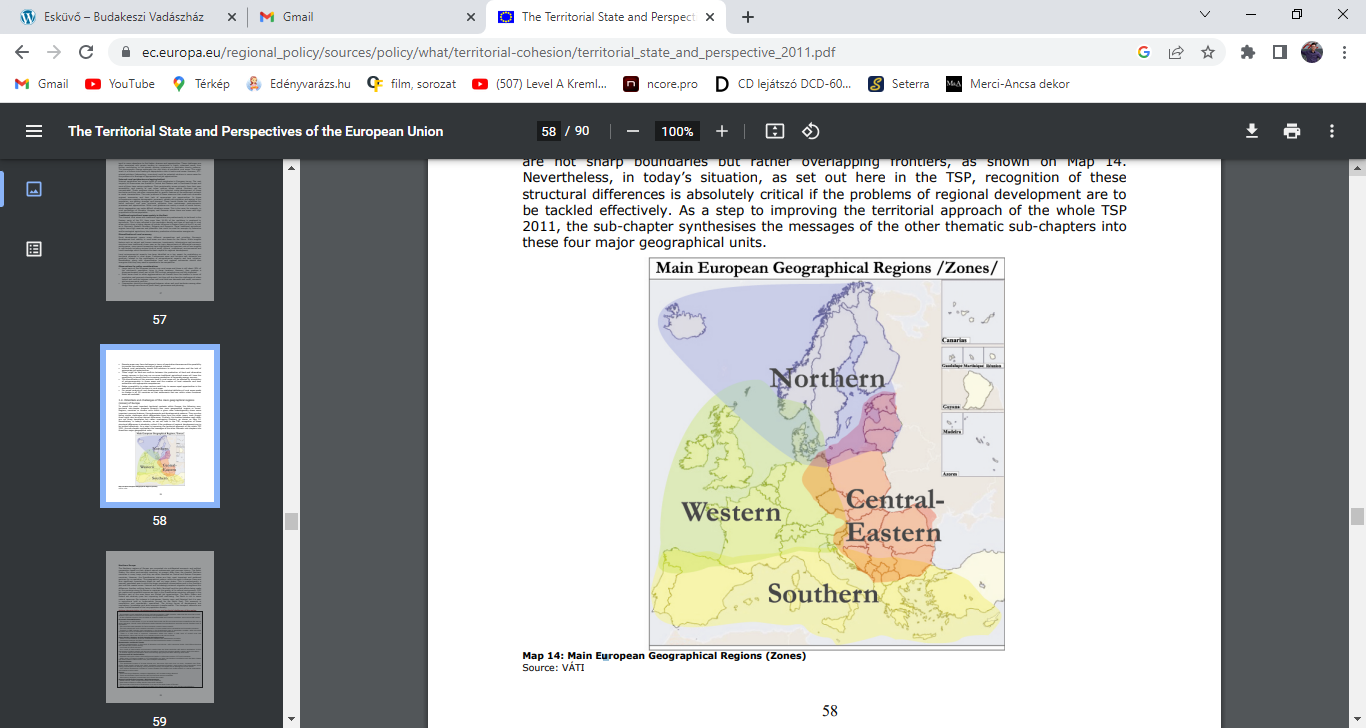 Esküvő – Budakeszi Vadászház
Gmail
The Territorial State and Perspect
ec.europa.eu/regional_policy/sources/policy/what/territorial-cohesion/territorial_state_and_perspective_2011.pdf
Gmail
YouTube
Térkép
Edényvarázs.hu
film, sorozat
(507) Level A Kreml...
ncore.pro
CD lejátszó DCD-60...
Seterra
Merci-Ancsa dekor
The Territorial State and Perspectives of the European Union
58 / 90
100%
57
58
59
are not sharp boundaries but rather overlapping frontiers, as shown on Map 14.
Nevertheless, in today's situation, as set out here in the TSP, recognition of these
structural differences is absolutely critical if the problems of regional development are to
be tackled effectively. As a step to improving the territorial approach of the whole TSP
2011, the sub-chapter synthesises the messages of the other thematic sub-chapters into
these four major geographical units.
Main European Geographical Regions /Zones/
Northern
Western
Central-
Eastern
Southern
Canarias
Guadeloupe Martinique Réunion
Guyana
Madeira
Azores
Map 14: Main European Geographical Regions (Zones)
Source: VÁTI
58